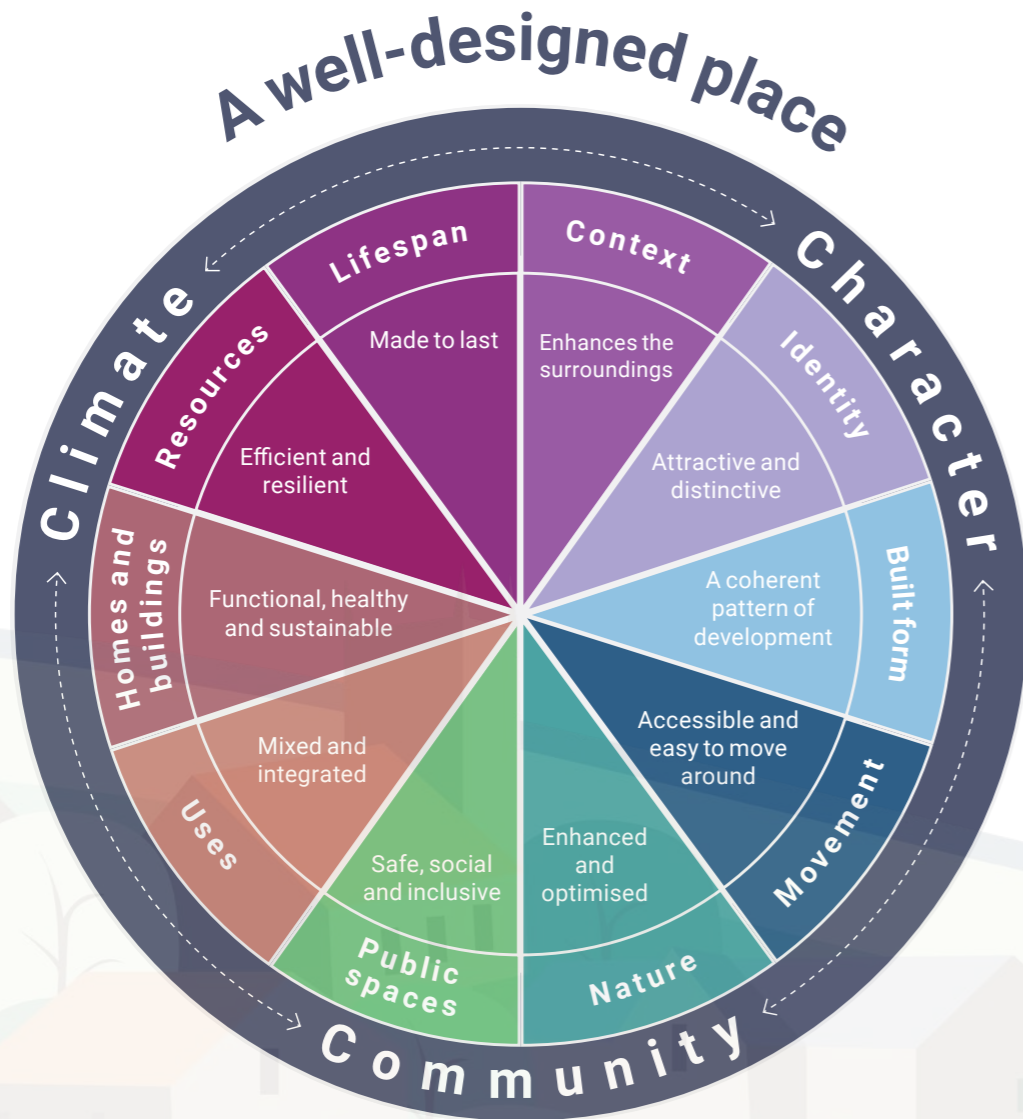 A well-designed place
Climate
Character
Community
Context
Enhances the
surroundings
Identity
Attractive and
distinctive
Built form
A coherent
pattern of
development
Movement
Accessible and
easy to move
around
Nature
Enhanced
and
optimised
Public
spaces
Safe, social
and inclusive
Uses
Mixed and
integrated
Homes and
buildings
Functional, healthy
and sustainable
Resources
Efficient and
resilient
Lifespan
Made to last